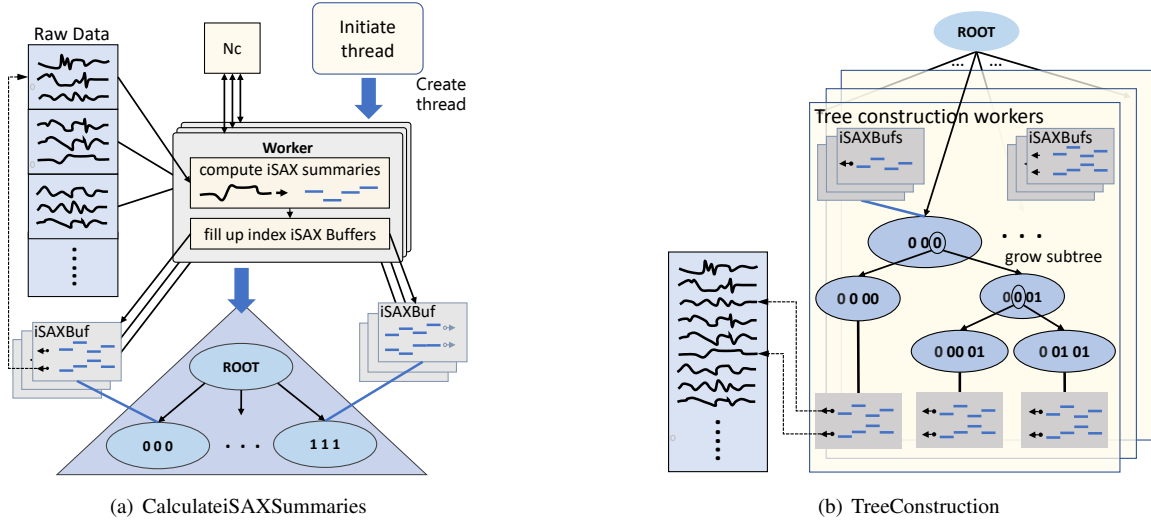 Raw Data
Nc
Initiate
thread
Create
thread
Worker
compute iSAX summaries
fill up index iSAX Buffers
iSAXBuf
iSAXBuf
ROOT
0 0 0
. . .
1 1 1
(a) CalculateiSAXSummaries
ROOT
... ...
Tree construction workers
iSAXBufs
iSAXBufs
0 0 0
. . .
grow subtree
0 0 00
0 0 01
0 00 01
0 01 01
(b) TreeConstruction